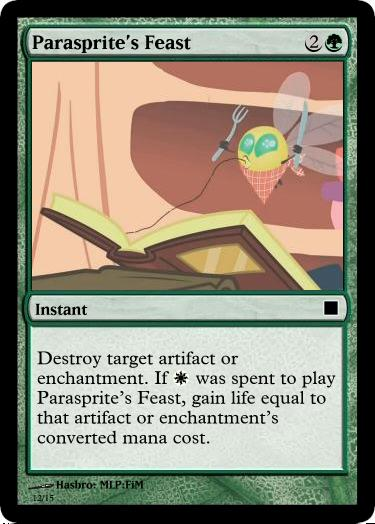 Parasprite's Feast 2
Instant
Destroy target artifact or
enchantment. If was spent to play
Parasprite's Feast, gain life equal to
that artifact or enchantment's
converted mana cost.
Hasbro: MLP:FiM
12/15